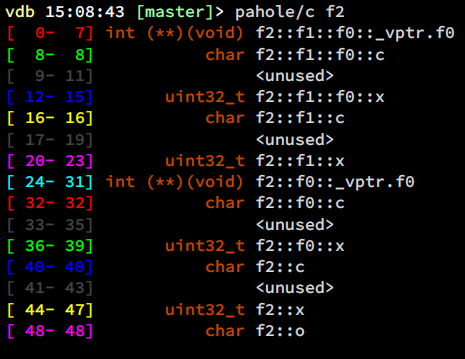 vdb 15:08:43 [master]> pahole/c f2
[  0-  7] int (**)(void) f2::f1::f0::_vptr.f0
[  8-  8]           char f2::f1::f0::c
[  9- 11]                <unused>
[ 12- 15]       uint32_t f2::f1::f0::x
[ 16- 16]           char f2::f1::c
[ 17- 19]                <unused>
[ 20- 23]       uint32_t f2::f1::x
[ 24- 31] int (**)(void) f2::f0::_vptr.f0
[ 32- 32]           char f2::f0::c
[ 33- 35]                <unused>
[ 36- 39]       uint32_t f2::f0::x
[ 40- 40]           char f2::c
[ 41- 43]                <unused>
[ 44- 47]       uint32_t f2::x
[ 48- 48]           char f2::o